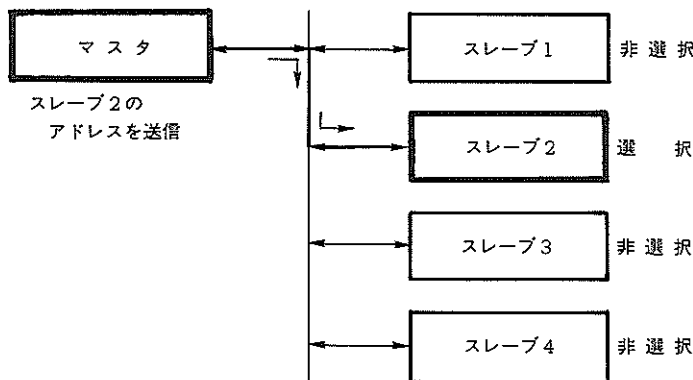 マスタ
スレーブ1 非選択
スレーブ2の
アドレスを送信
スレーブ2 選択
スレーブ3 非選択
スレーブ4 非選択